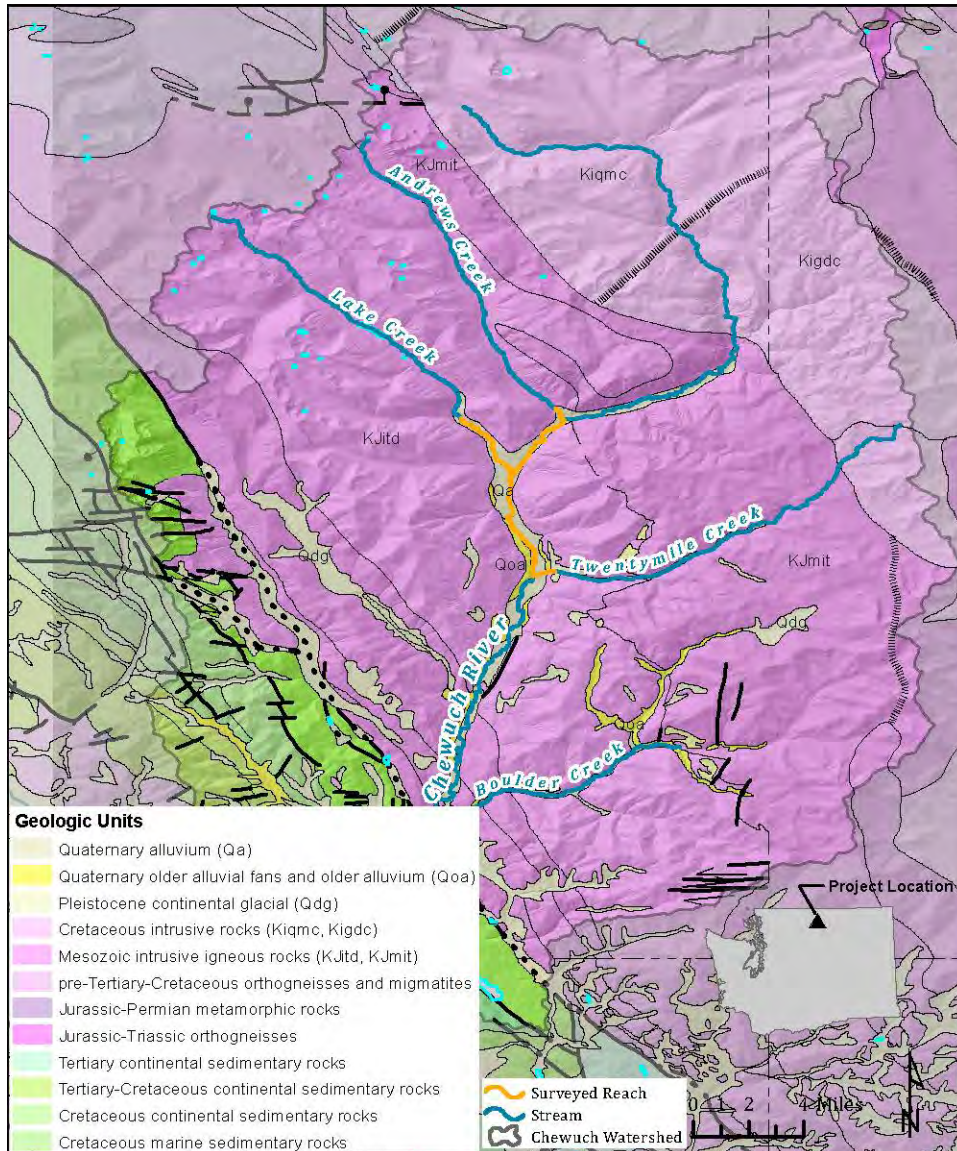 KJmit
Kiqmc
Andrews Creek
Kigdc
Lake Creek
KJitd
Qa
Qdg
Qoa
Twentymile Creek
KJmit
Qdg
Chewuch River
Qoa
Boulder Creek
Geologic Units
Quaternary alluvium (Qa)
Quaternary older alluvial fans and older alluvium (Qoa)
Pleistocene continental glacial (Qdg)
Cretaceous intrusive rocks (Kiqmc, Kigdc)
Mesozoic intrusive igneous rocks (KJitd, KJmit)
pre-Tertiary-Cretaceous orthogneisses and migmatites
Jurassic-Permian metamorphic rocks
Jurassic-Triassic orthogneisses
Tertiary continental sedimentary rocks
Tertiary-Cretaceous continental sedimentary rocks
Cretaceous continental sedimentary rocks
Cretaceous marine sedimentary rocks
Project Location
Surveyed Reach
Stream
Chewuch Watershed
0 1 2 4 Miles
N